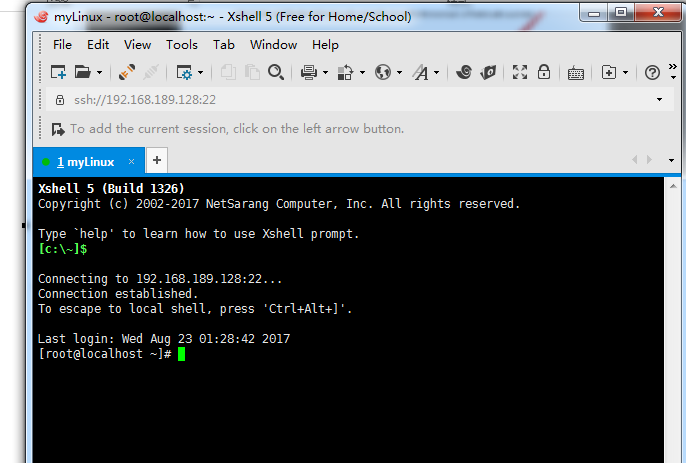 myLinux - root@localhost:~ - Xshell 5 (Free for Home/School)
File Edit View Tools Tab Window Help
ssh://192.168.189.128:22
To add the current session, click on the left arrow button.
1 myLinux × +
Xshell 5 (Build 1326)
Copyright (c) 2002-2017 NetSarang Computer, Inc. All rights reserved.
Type `help' to learn how to use Xshell prompt.
[c:\~]$
Connecting to 192.168.189.128:22...
Connection established.
To escape to local shell, press 'Ctrl+Alt+]'.
Last login: Wed Aug 23 01:28:42 2017
[root@localhost ~]#